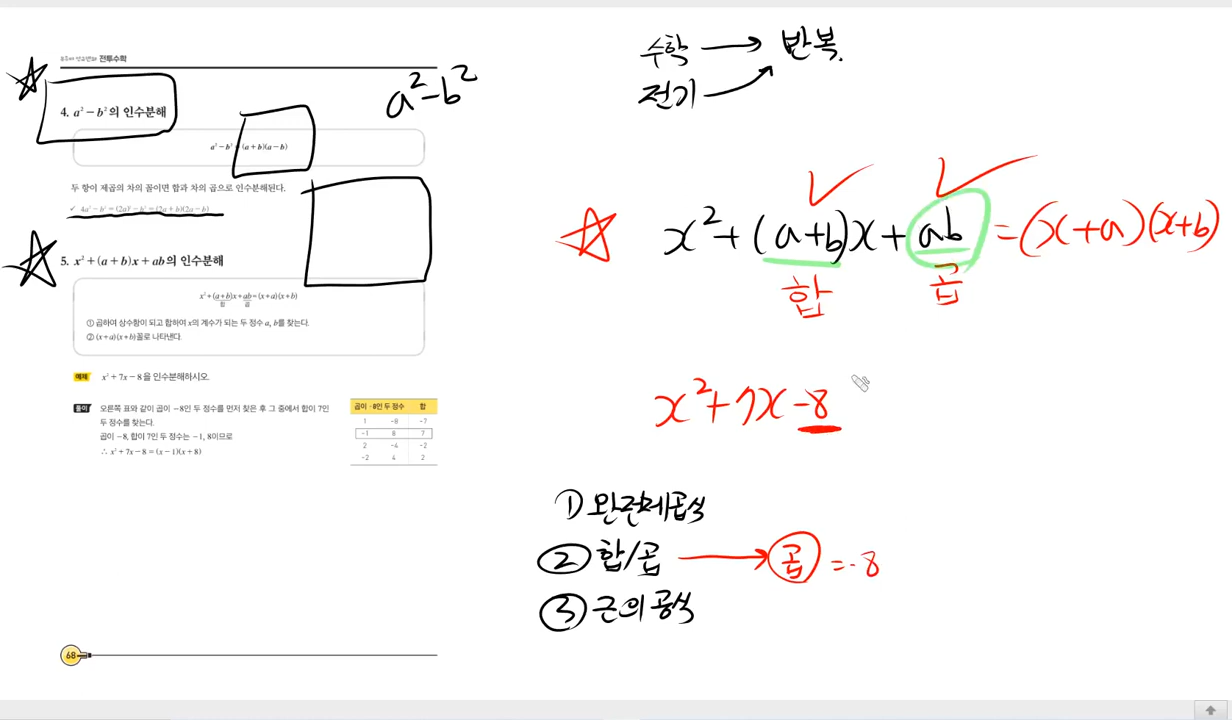 전투수학
4. a² − b²의 인수분해
a² − b² = (a+b)(a−b)
두 항이 제곱의 차의 꼴이면 합과 차의 곱으로 인수분해된다.
✓ 4a² − b² = (2a)² − b² = (2a+b)(2a−b)
5. x² + (a+b)x + ab의 인수분해
x² + (a+b)x + ab = (x+a)(x+b)
합 곱
① 곱하여 상수항이 되고 합하여 x의 계수가 되는 두 정수 a, b를 찾는다.
② (x+a)(x+b)꼴로 나타낸다.
예제 x² + 7x − 8을 인수분해하시오.
풀이 오른쪽 표와 같이 곱이 −8인 두 정수를 먼저 찾은 후 그 중에서 합이 7인
두 정수를 찾는다.
곱이 −8, 합이 7인 두 정수는 −1, 8이므로
∴ x² + 7x − 8 = (x−1)(x+8)
곱이 −8인 두 정수 합
1 −8 −7
−1 8 7
2 −4 −2
−2 4 2
68
a²−b²
수학 → 반복.
전기
x² + (a+b)x + ab = (x+a)(x+b)
합 곱
x² + 7x − 8
① 완전제곱식
② 합/곱 → 곱 = -8
③ 근의 공식